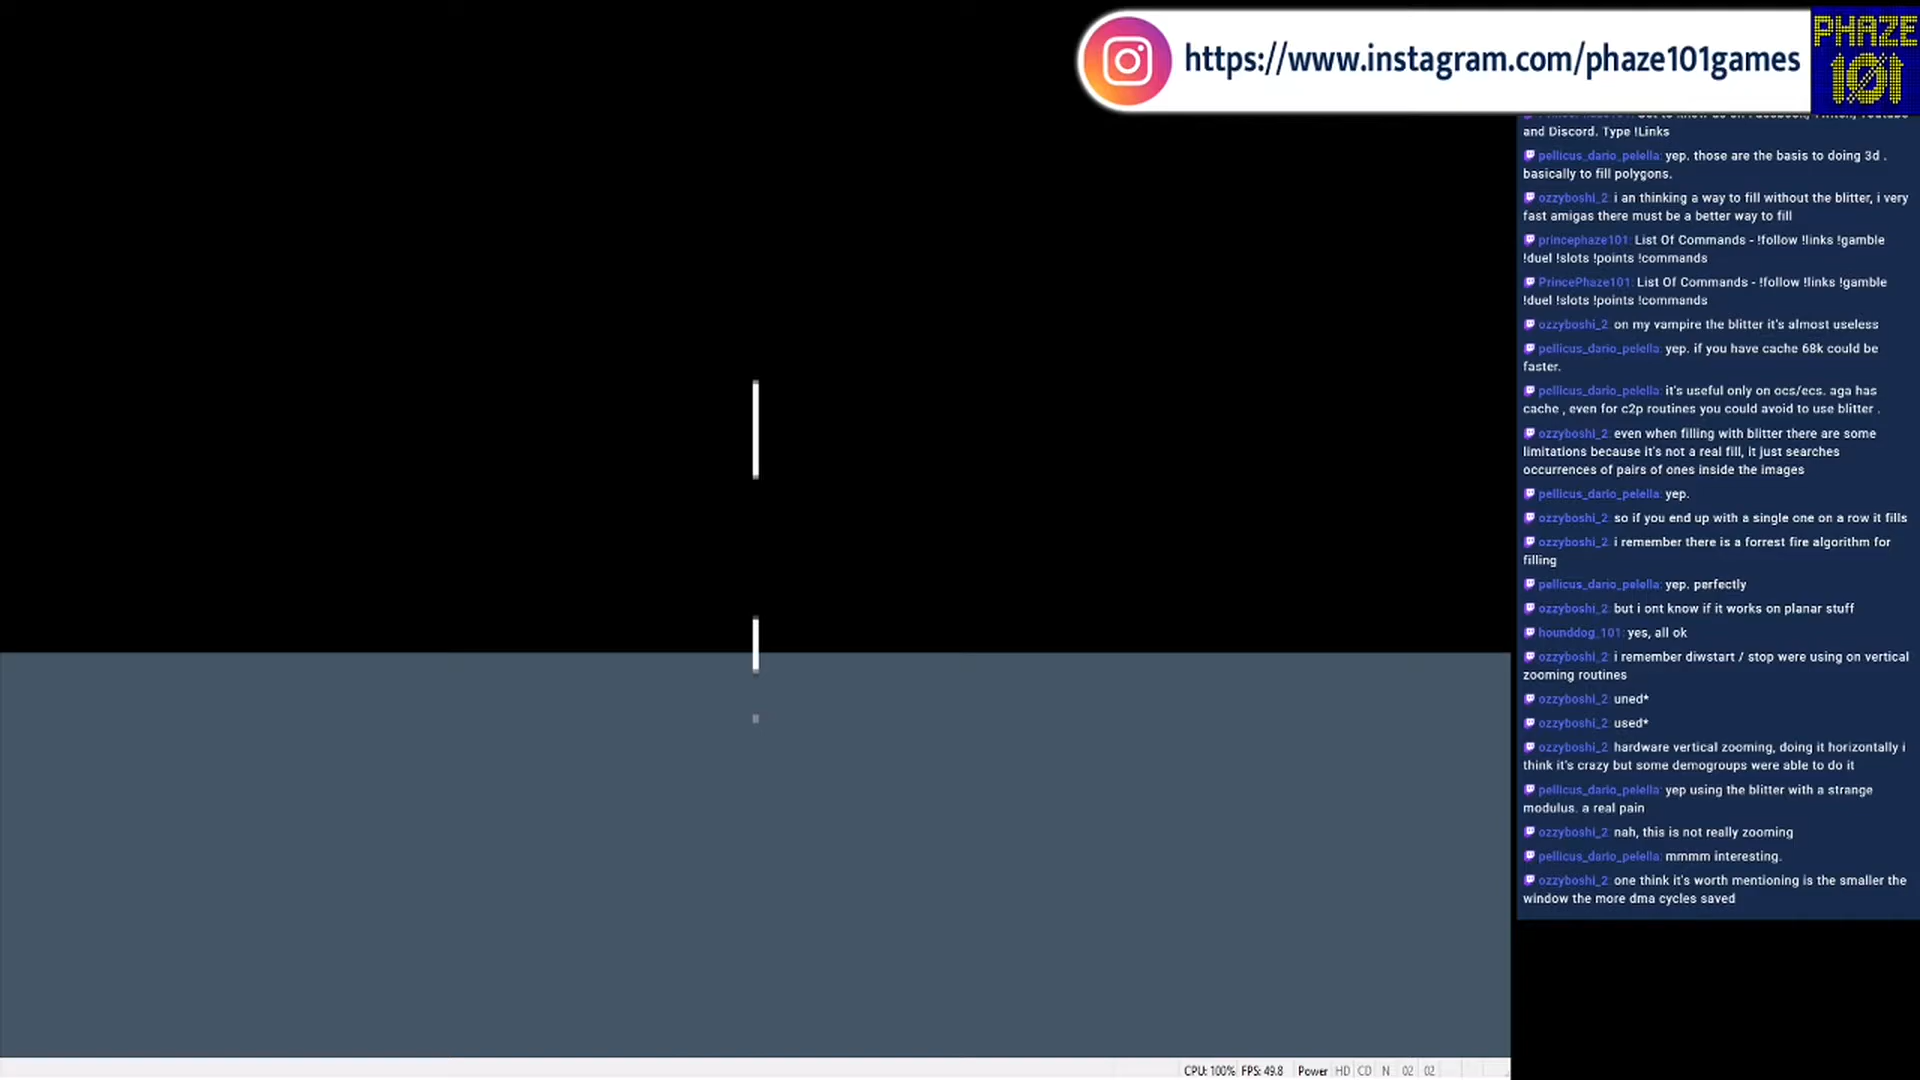 https://www.instagram.com/phaze101games
PHAZE
101
and Discord. Type !Links
pellicus_dario_pelella: yep. those are the basis to doing 3d .
basically to fill polygons.
ozzyboshi_2: i an thinking a way to fill without the blitter, i very
fast amigas there must be a better way to fill
princephaze101: List Of Commands - !follow !links !gamble
!duel !slots !points !commands
PrincePhaze101: List Of Commands - !follow !links !gamble
!duel !slots !points !commands
ozzyboshi_2: on my vampire the blitter it's almost useless
pellicus_dario_pelella: yep. if you have cache 68k could be
faster.
pellicus_dario_pelella: it's useful only on ocs/ecs. aga has
cache , even for c2p routines you could avoid to use blitter .
ozzyboshi_2: even when filling with blitter there are some
limitations because it's not a real fill, it just searches
occurrences of pairs of ones inside the images
pellicus_dario_pelella: yep.
ozzyboshi_2: so if you end up with a single one on a row it fills
ozzyboshi_2: i remember there is a forrest fire algorithm for
filling
pellicus_dario_pelella: yep. perfectly
ozzyboshi_2: but i ont know if it works on planar stuff
hounddog_101: yes, all ok
ozzyboshi_2: i remember diwstart / stop were using on vertical
zooming routines
ozzyboshi_2: uned*
ozzyboshi_2: used*
ozzyboshi_2: hardware vertical zooming, doing it horizontally i
think it's crazy but some demogroups were able to do it
pellicus_dario_pelella: yep using the blitter with a strange
modulus. a real pain
ozzyboshi_2: nah, this is not really zooming
pellicus_dario_pelella: mmmm interesting.
ozzyboshi_2: one think it's worth mentioning is the smaller the
window the more dma cycles saved
CPU: 100% FPS: 49.8 Power HD CD N 02 02